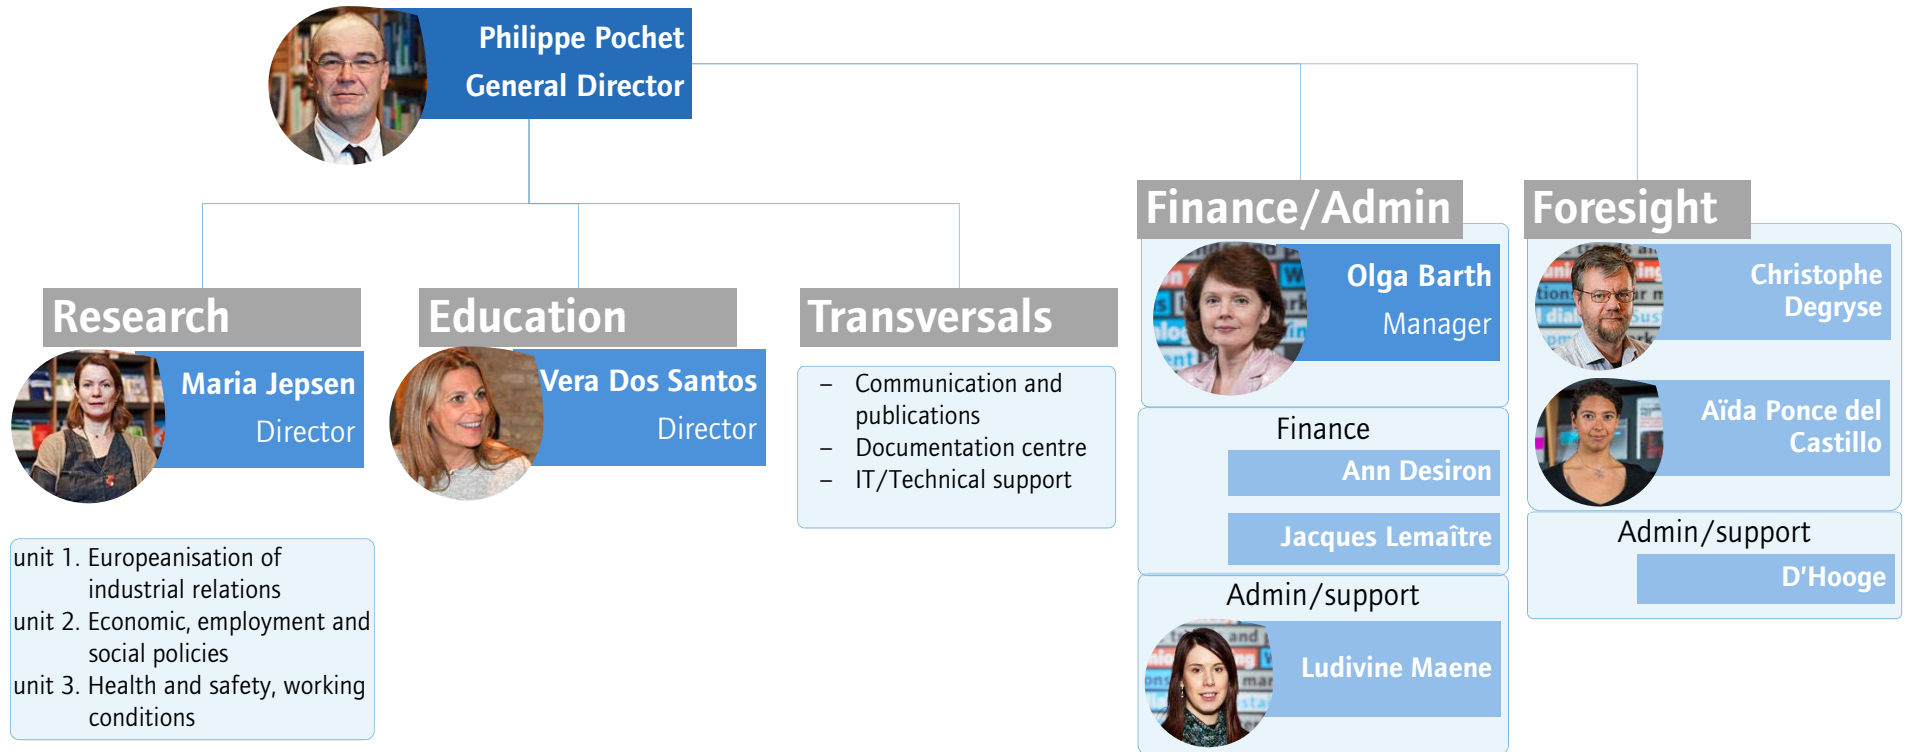 Philippe Pochet
General Director
Research
Maria Jepsen
Director
unit 1. Europeanisation of
industrial relations
unit 2. Economic, employment and
social policies
unit 3. Health and safety, working
conditions
Education
Vera Dos Santos
Director
Transversals
– Communication and
publications
– Documentation centre
– IT/Technical support
Finance/Admin
Olga Barth
Manager
Finance
Ann Desiron
Jacques Lemaître
Admin/support
Ludivine Maene
Foresight
Christophe
Degryse
Aïda Ponce del
Castillo
Admin/support
D'Hooge